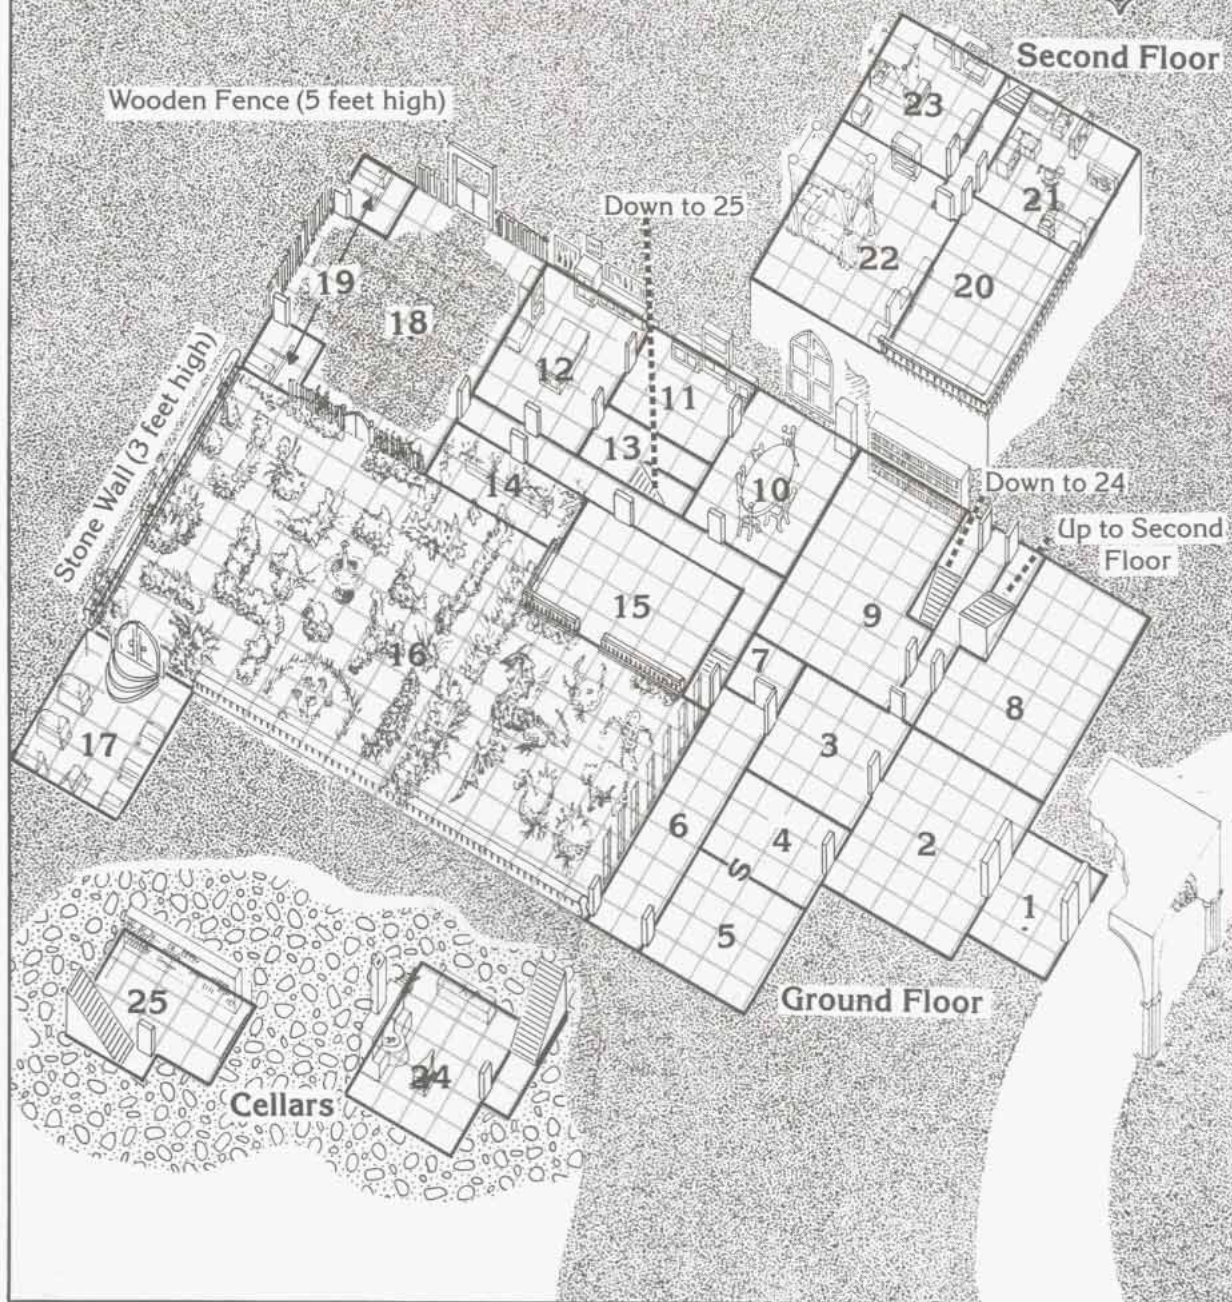 Second Floor
Wooden Fence (5 feet high)
23
21
Down to 25
22
20
19
18
12
11
13
10
14
Down to 24
Up to Second
Floor
Stone Wall (3 feet high)
15
9
16
7
8
17
3
6
4
2
S
5
1
Ground Floor
25
24
Cellars